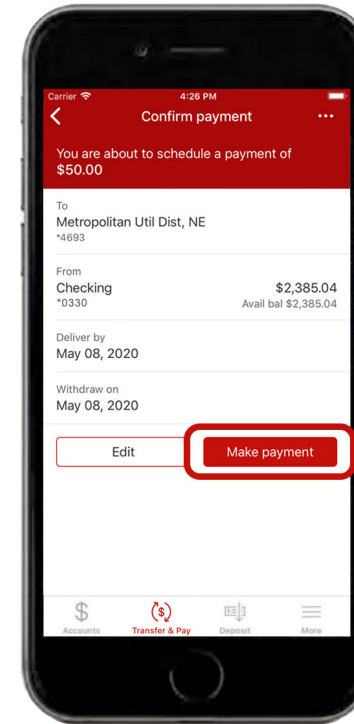 Carrier 4:26 PM
Confirm payment
You are about to schedule a payment of
$50.00
To
Metropolitan Util Dist, NE
*4693
From
Checking $2,385.04
*0330 Avail bal $2,385.04
Deliver by
May 08, 2020
Withdraw on
May 08, 2020
Edit Make payment
Accounts Transfer & Pay Deposit More